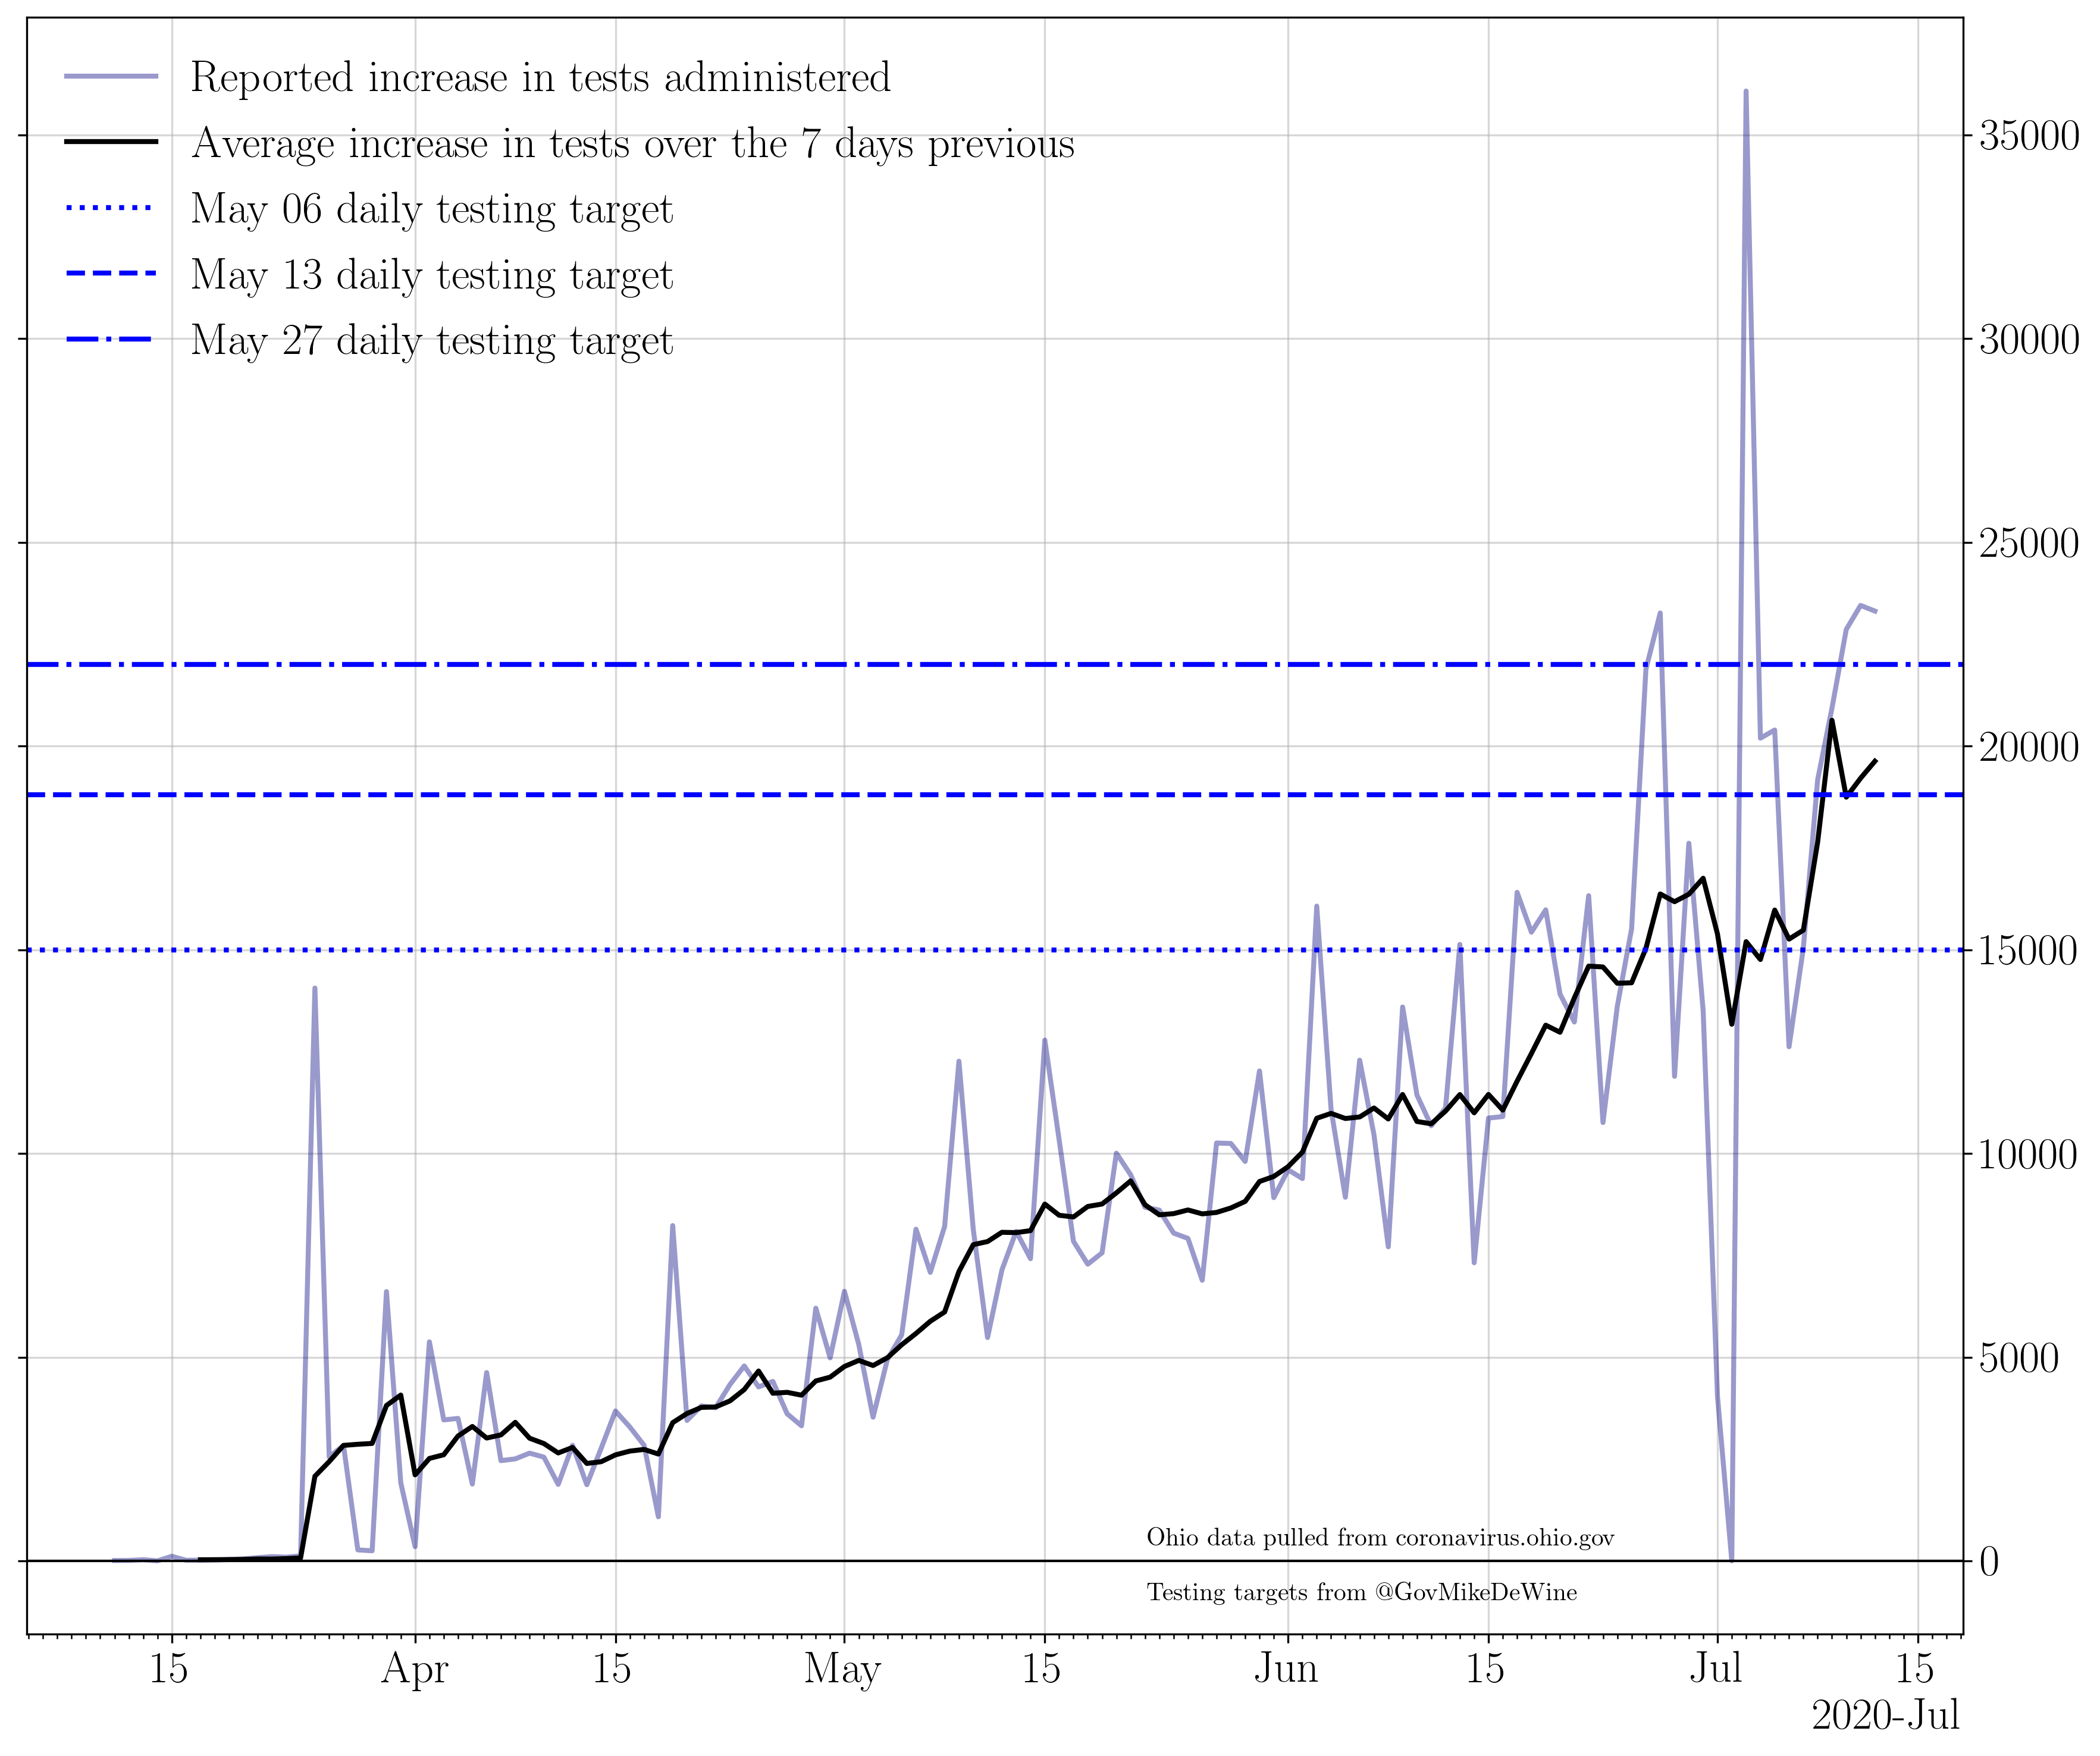 Reported increase in tests administered
Average increase in tests over the 7 days previous
May 06 daily testing target
May 13 daily testing target
May 27 daily testing target
35000
30000
25000
20000
15000
10000
5000
0
Ohio data pulled from coronavirus.ohio.gov
Testing targets from @GovMikeDeWine
15 Apr 15 May 15 Jun 15 Jul 15
2020-Jul